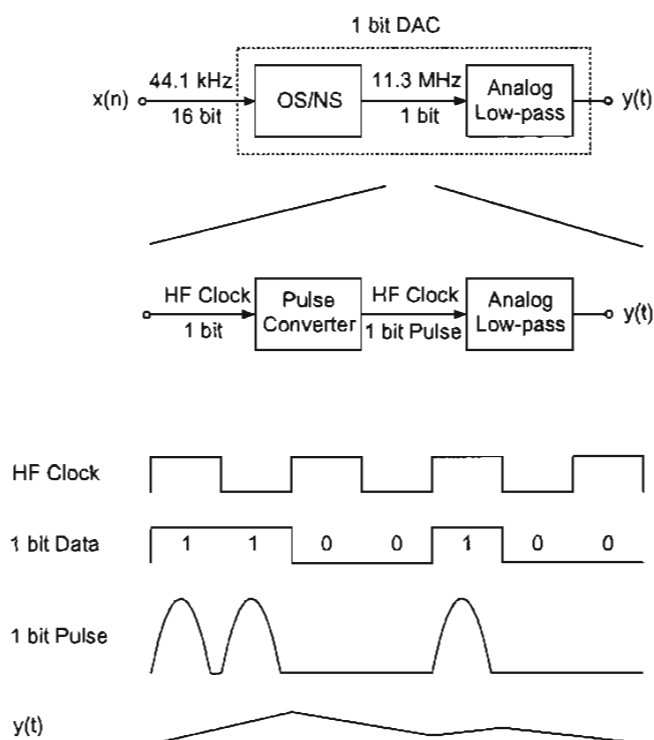 1 bit DAC
x(n)
44.1 kHz
16 bit
OS/NS
11.3 MHz
1 bit
Analog
Low-pass
y(t)
HF Clock
1 bit
Pulse
Converter
HF Clock
1 bit Pulse
Analog
Low-pass
y(t)
HF Clock
1 bit Data
1 1 0 0 1 0 0
1 bit Pulse
y(t)